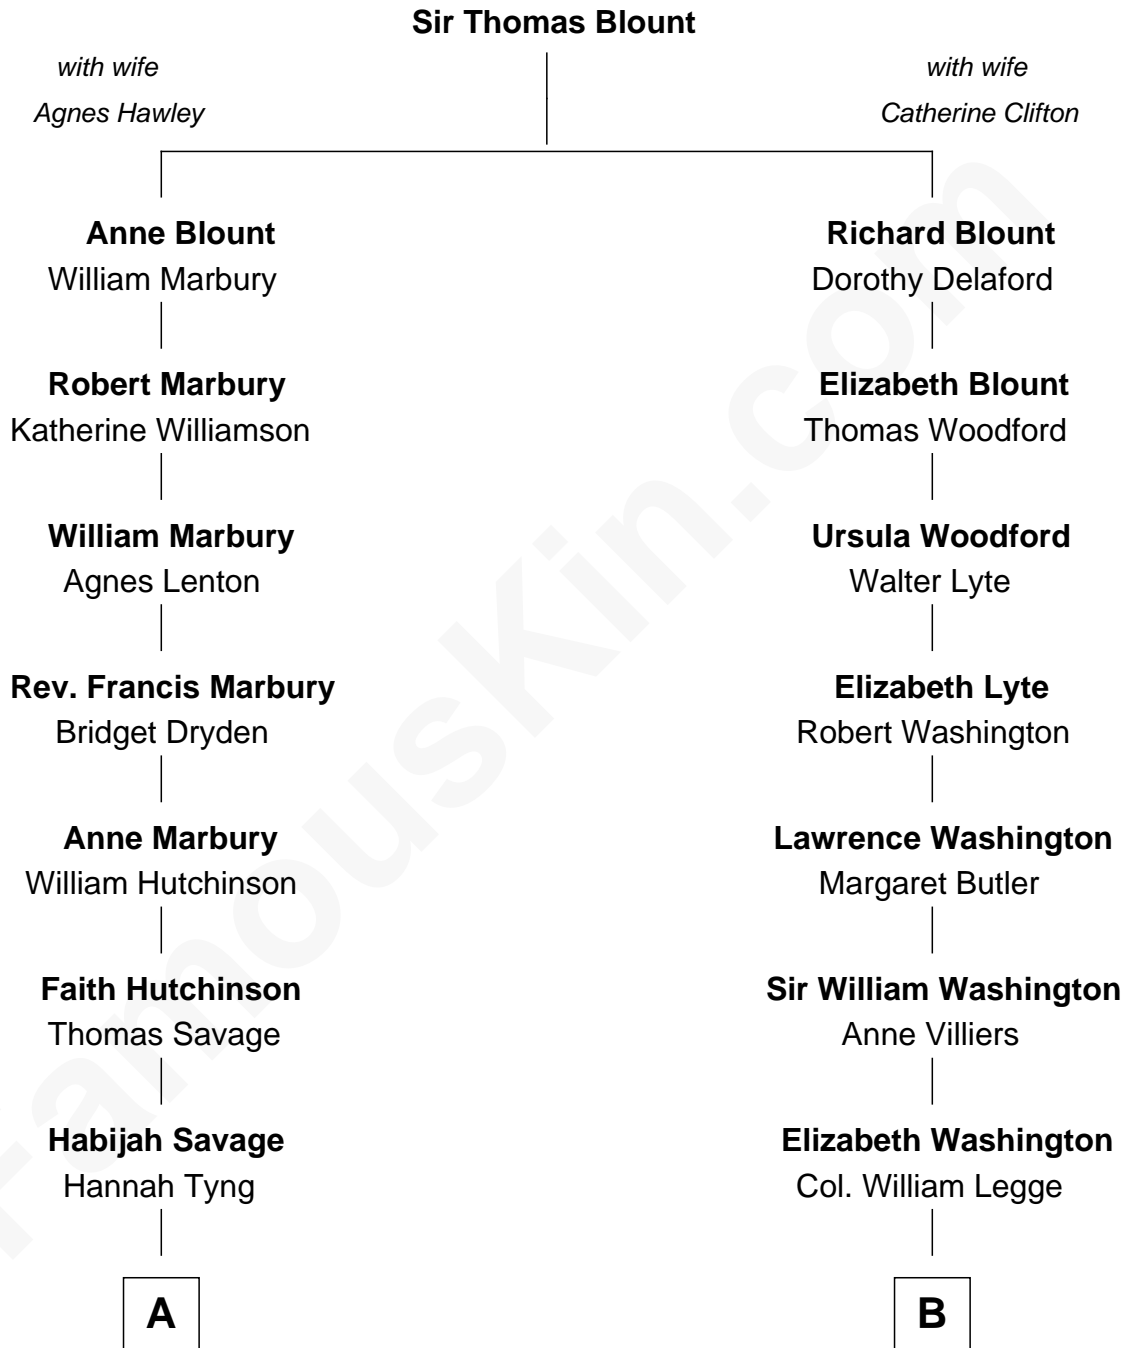 Sir Thomas Blount
with wife
Agnes Hawley
with wife
Catherine Clifton
Anne Blount
William Marbury
Richard Blount
Dorothy Delaford
Robert Marbury
Katherine Williamson
Elizabeth Blount
Thomas Woodford
William Marbury
Agnes Lenton
Ursula Woodford
Walter Lyte
Rev. Francis Marbury
Bridget Dryden
Elizabeth Lyte
Robert Washington
Anne Marbury
William Hutchinson
Lawrence Washington
Margaret Butler
Faith Hutchinson
Thomas Savage
Sir William Washington
Anne Villiers
Habijah Savage
Hannah Tyng
Elizabeth Washington
Col. William Legge
A
B
FamousKin.com